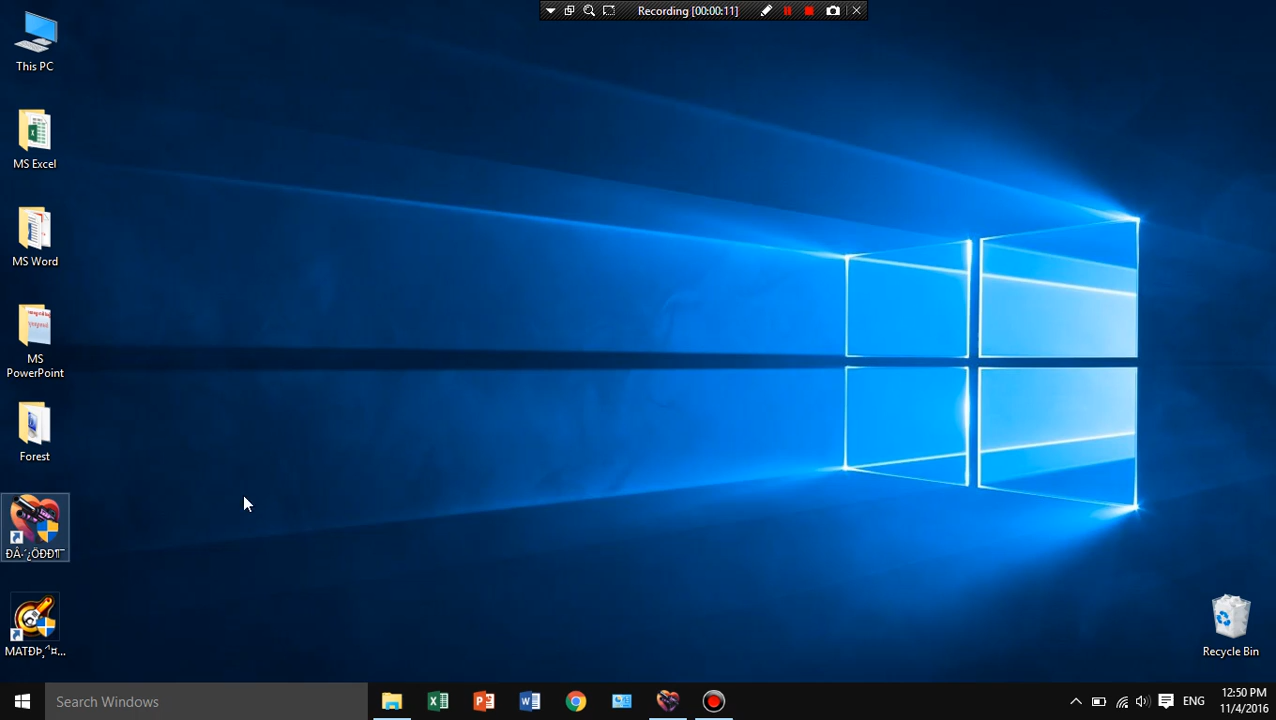 Recording [00:00:11]
This PC
MS Excel
MS Word
MS
PowerPoint
Forest
MATÐÞ¸´¤...
Recycle Bin
Search Windows
ENG
12:50 PM
11/4/2016